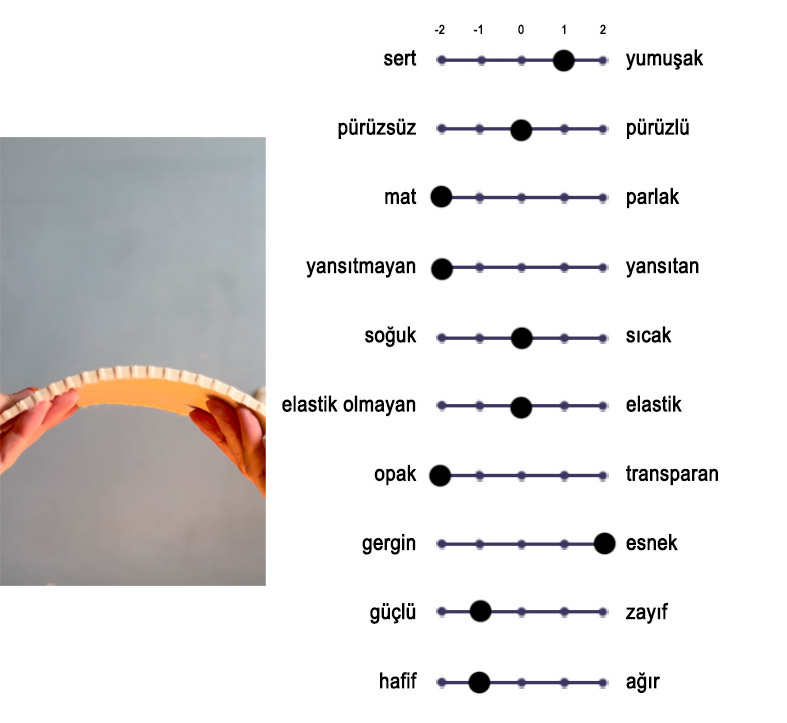 -2 -1 0 1 2
sert yumuşak
pürüzsüz pürüzlü
mat parlak
yansıtmayan yansıtan
soğuk sıcak
elastik olmayan elastik
opak transparan
gergin esnek
güçlü zayıf
hafif ağır